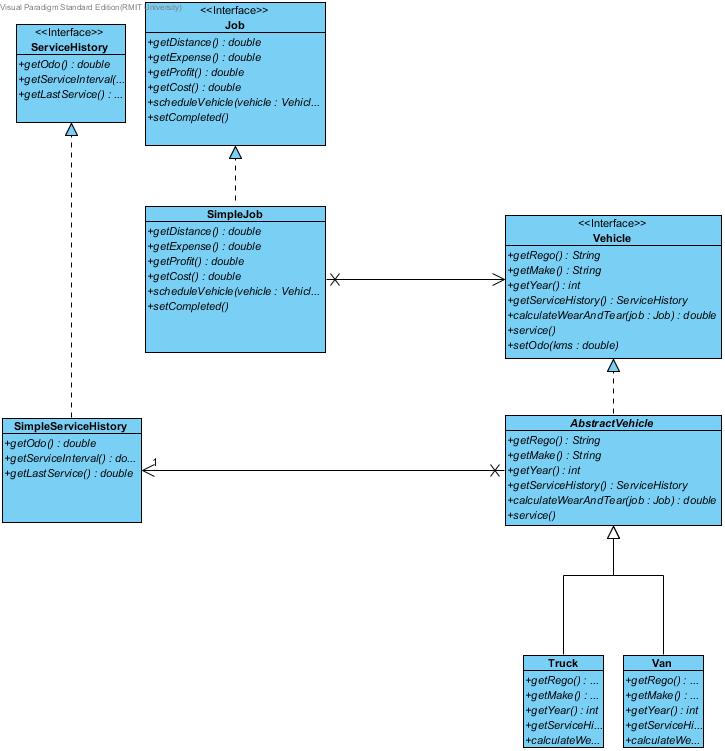 Visual Paradigm Standard Edition(RMIT University)
<<Interface>>
ServiceHistory
+getOdo() : double
+getServiceInterval(...
+getLastService() : ...
<<Interface>>
Job
+getDistance() : double
+getExpense() : double
+getProfit() : double
+getCost() : double
+scheduleVehicle(vehicle : Vehicl...
+setCompleted()
SimpleJob
+getDistance() : double
+getExpense() : double
+getProfit() : double
+getCost() : double
+scheduleVehicle(vehicle : Vehicl...
+setCompleted()
<<Interface>>
Vehicle
+getRego() : String
+getMake() : String
+getYear() : int
+getServiceHistory() : ServiceHistory
+calculateWearAndTear(job : Job) : double
+service()
+setOdo(kms : double)
SimpleServiceHistory
+getOdo() : double
+getServiceInterval() : do...
+getLastService() : double
1
AbstractVehicle
+getRego() : String
+getMake() : String
+getYear() : int
+getServiceHistory() : ServiceHistory
+calculateWearAndTear(job : Job) : double
+service()
Truck
+getRego() : ...
+getMake() : ...
+getYear() : int
+getServiceHi...
+calculateWe...
Van
+getRego() : ...
+getMake() : ...
+getYear() : int
+getServiceHi...
+calculateWe...